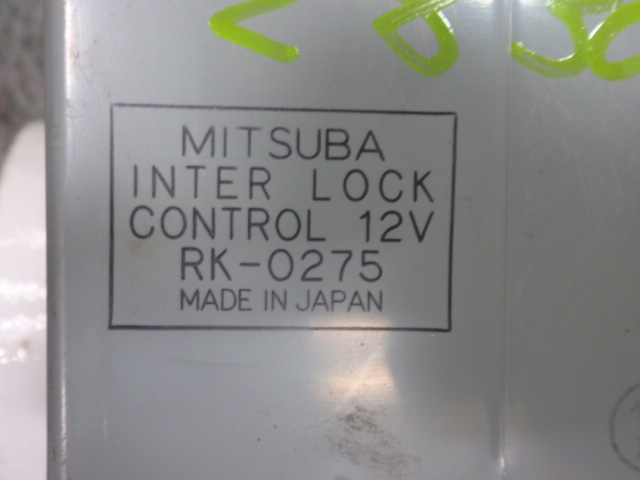 MITSUBA
INTER LOCK
CONTROL 12V
RK-0275
MADE IN JAPAN